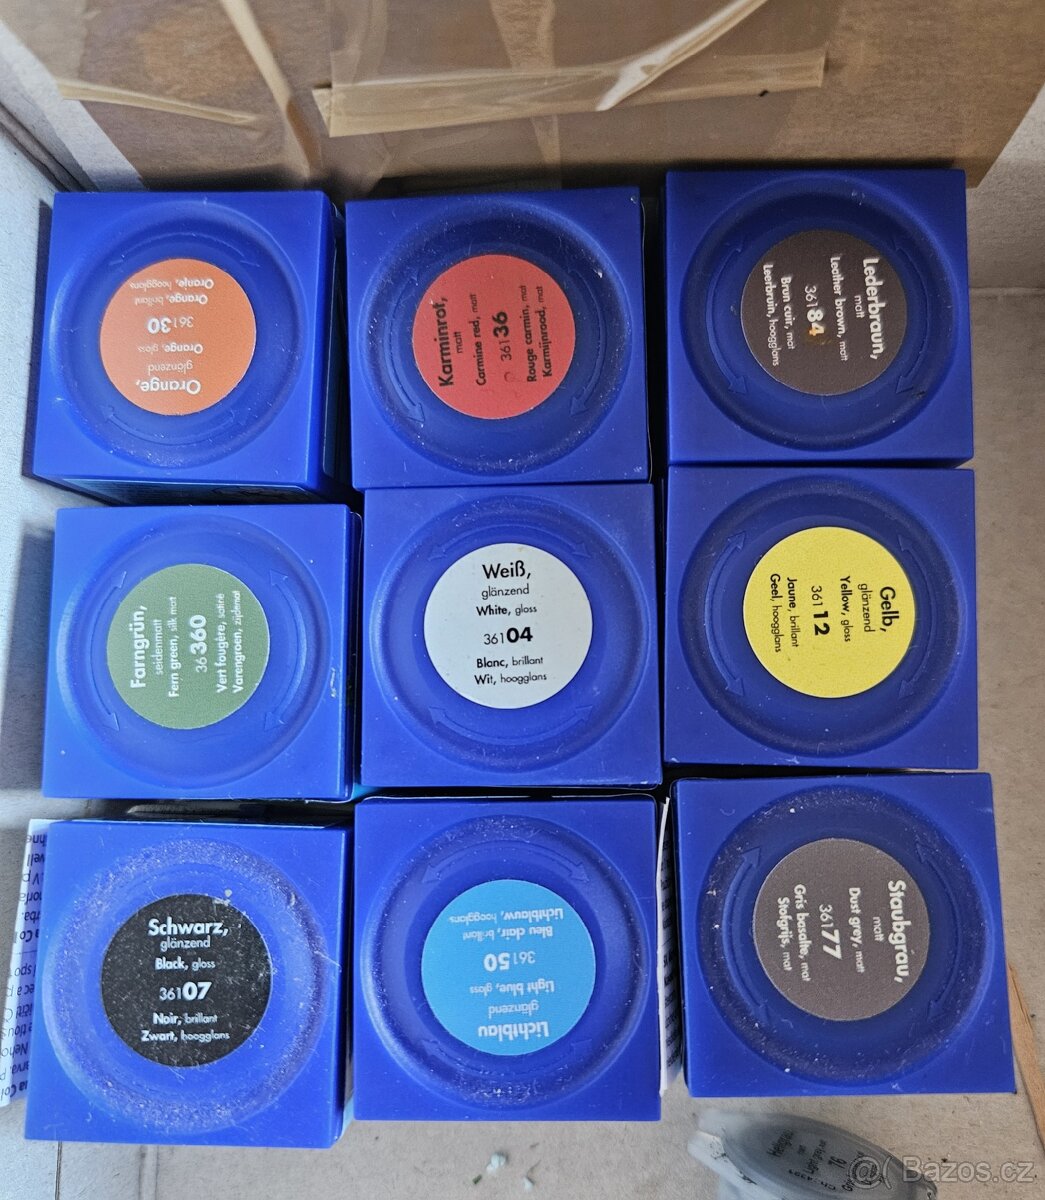 Orange,
glänzend
Orange, gloss
36130
Orange, brillant
Oranje, hoogglans
Karminrot,
matt
Carmine red, matt
36136
Rouge carmin, mat
Karmijnrood, mat
Lederbraun,
matt
Leather brown, matt
36184
Brun cuir, mat
Leerbruin, hoogglans
Farngrün,
seidenmatt
Fern green, silk mat
36360
Vert fougère, satiné
Varengroen, zijdemat
Weiß,
glänzend
White, gloss
36104
Blanc, brillant
Wit, hoogglans
Gelb,
glänzend
Yellow, gloss
36112
Jaune, brillant
Geel, hoogglans
Schwarz,
glänzend
Black, gloss
36107
Noir, brillant
Zwart, hoogglans
Lichtblau
glänzend
Light blue, gloss
36150
Bleu clair, brillant
Lichtblauw, hoogglans
Staubgrau,
matt
Dust grey, matt
36177
Gris basalte, mat
Stofgrijs, mat
76
Bazos.cz